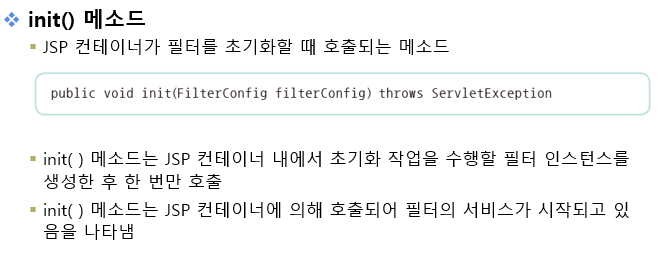 ❖ init() 메소드
▪ JSP 컨테이너가 필터를 초기화할 때 호출되는 메소드
public void init(FilterConfig filterConfig) throws ServletException
▪ init( ) 메소드는 JSP 컨테이너 내에서 초기화 작업을 수행할 필터 인스턴스를
생성한 후 한 번만 호출
▪ init( ) 메소드는 JSP 컨테이너에 의해 호출되어 필터의 서비스가 시작되고 있
음을 나타냄